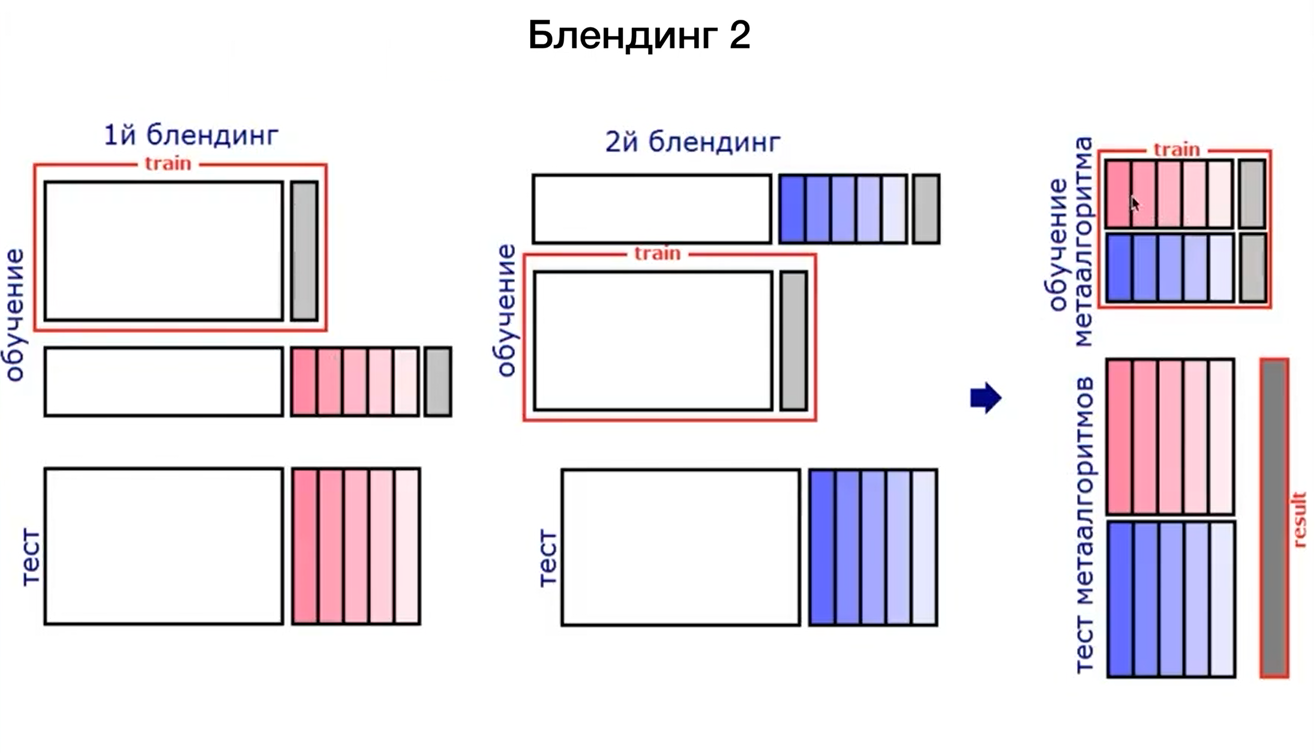 Блендинг 2
1й блендинг
train
обучение
тест
2й блендинг
train
обучение
тест
train
обучение
метаалгоритма
тест метаалгоритмов
result